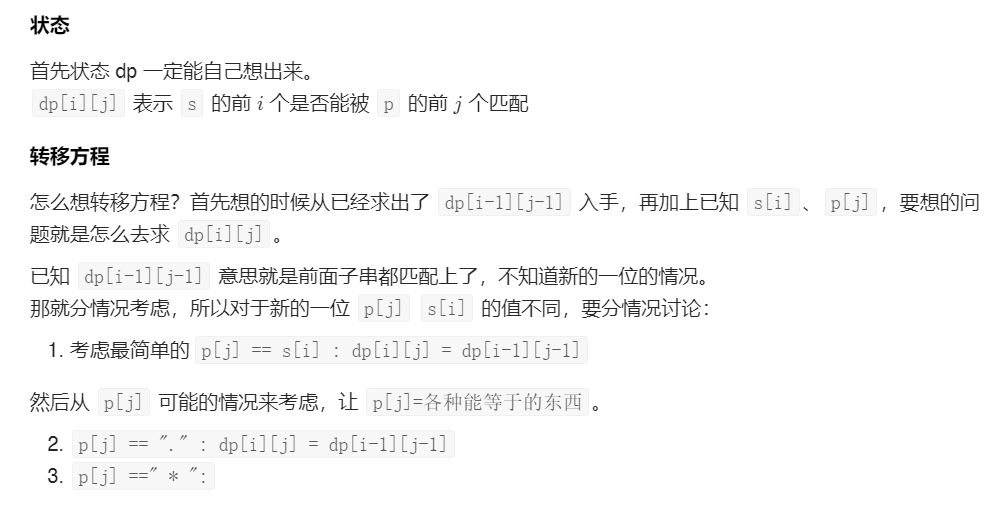 状态
首先状态 dp 一定能自己想出来。
dp[i][j] 表示 s 的前 i 个是否能被 p 的前 j 个匹配
转移方程
怎么想转移方程？首先想的时候从已经求出了 dp[i-1][j-1] 入手，再加上已知 s[i]、p[j]，要想的问
题就是怎么去求 dp[i][j]。
已知 dp[i-1][j-1] 意思就是前面子串都匹配上了，不知道新的一位的情况。
那就分情况考虑，所以对于新的一位 p[j] s[i] 的值不同，要分情况讨论：
1. 考虑最简单的 p[j] == s[i] : dp[i][j] = dp[i-1][j-1]
然后从 p[j] 可能的情况来考虑，让 p[j]=各种能等于的东西。
2. p[j] == "." : dp[i][j] = dp[i-1][j-1]
3. p[j] ==" * ":